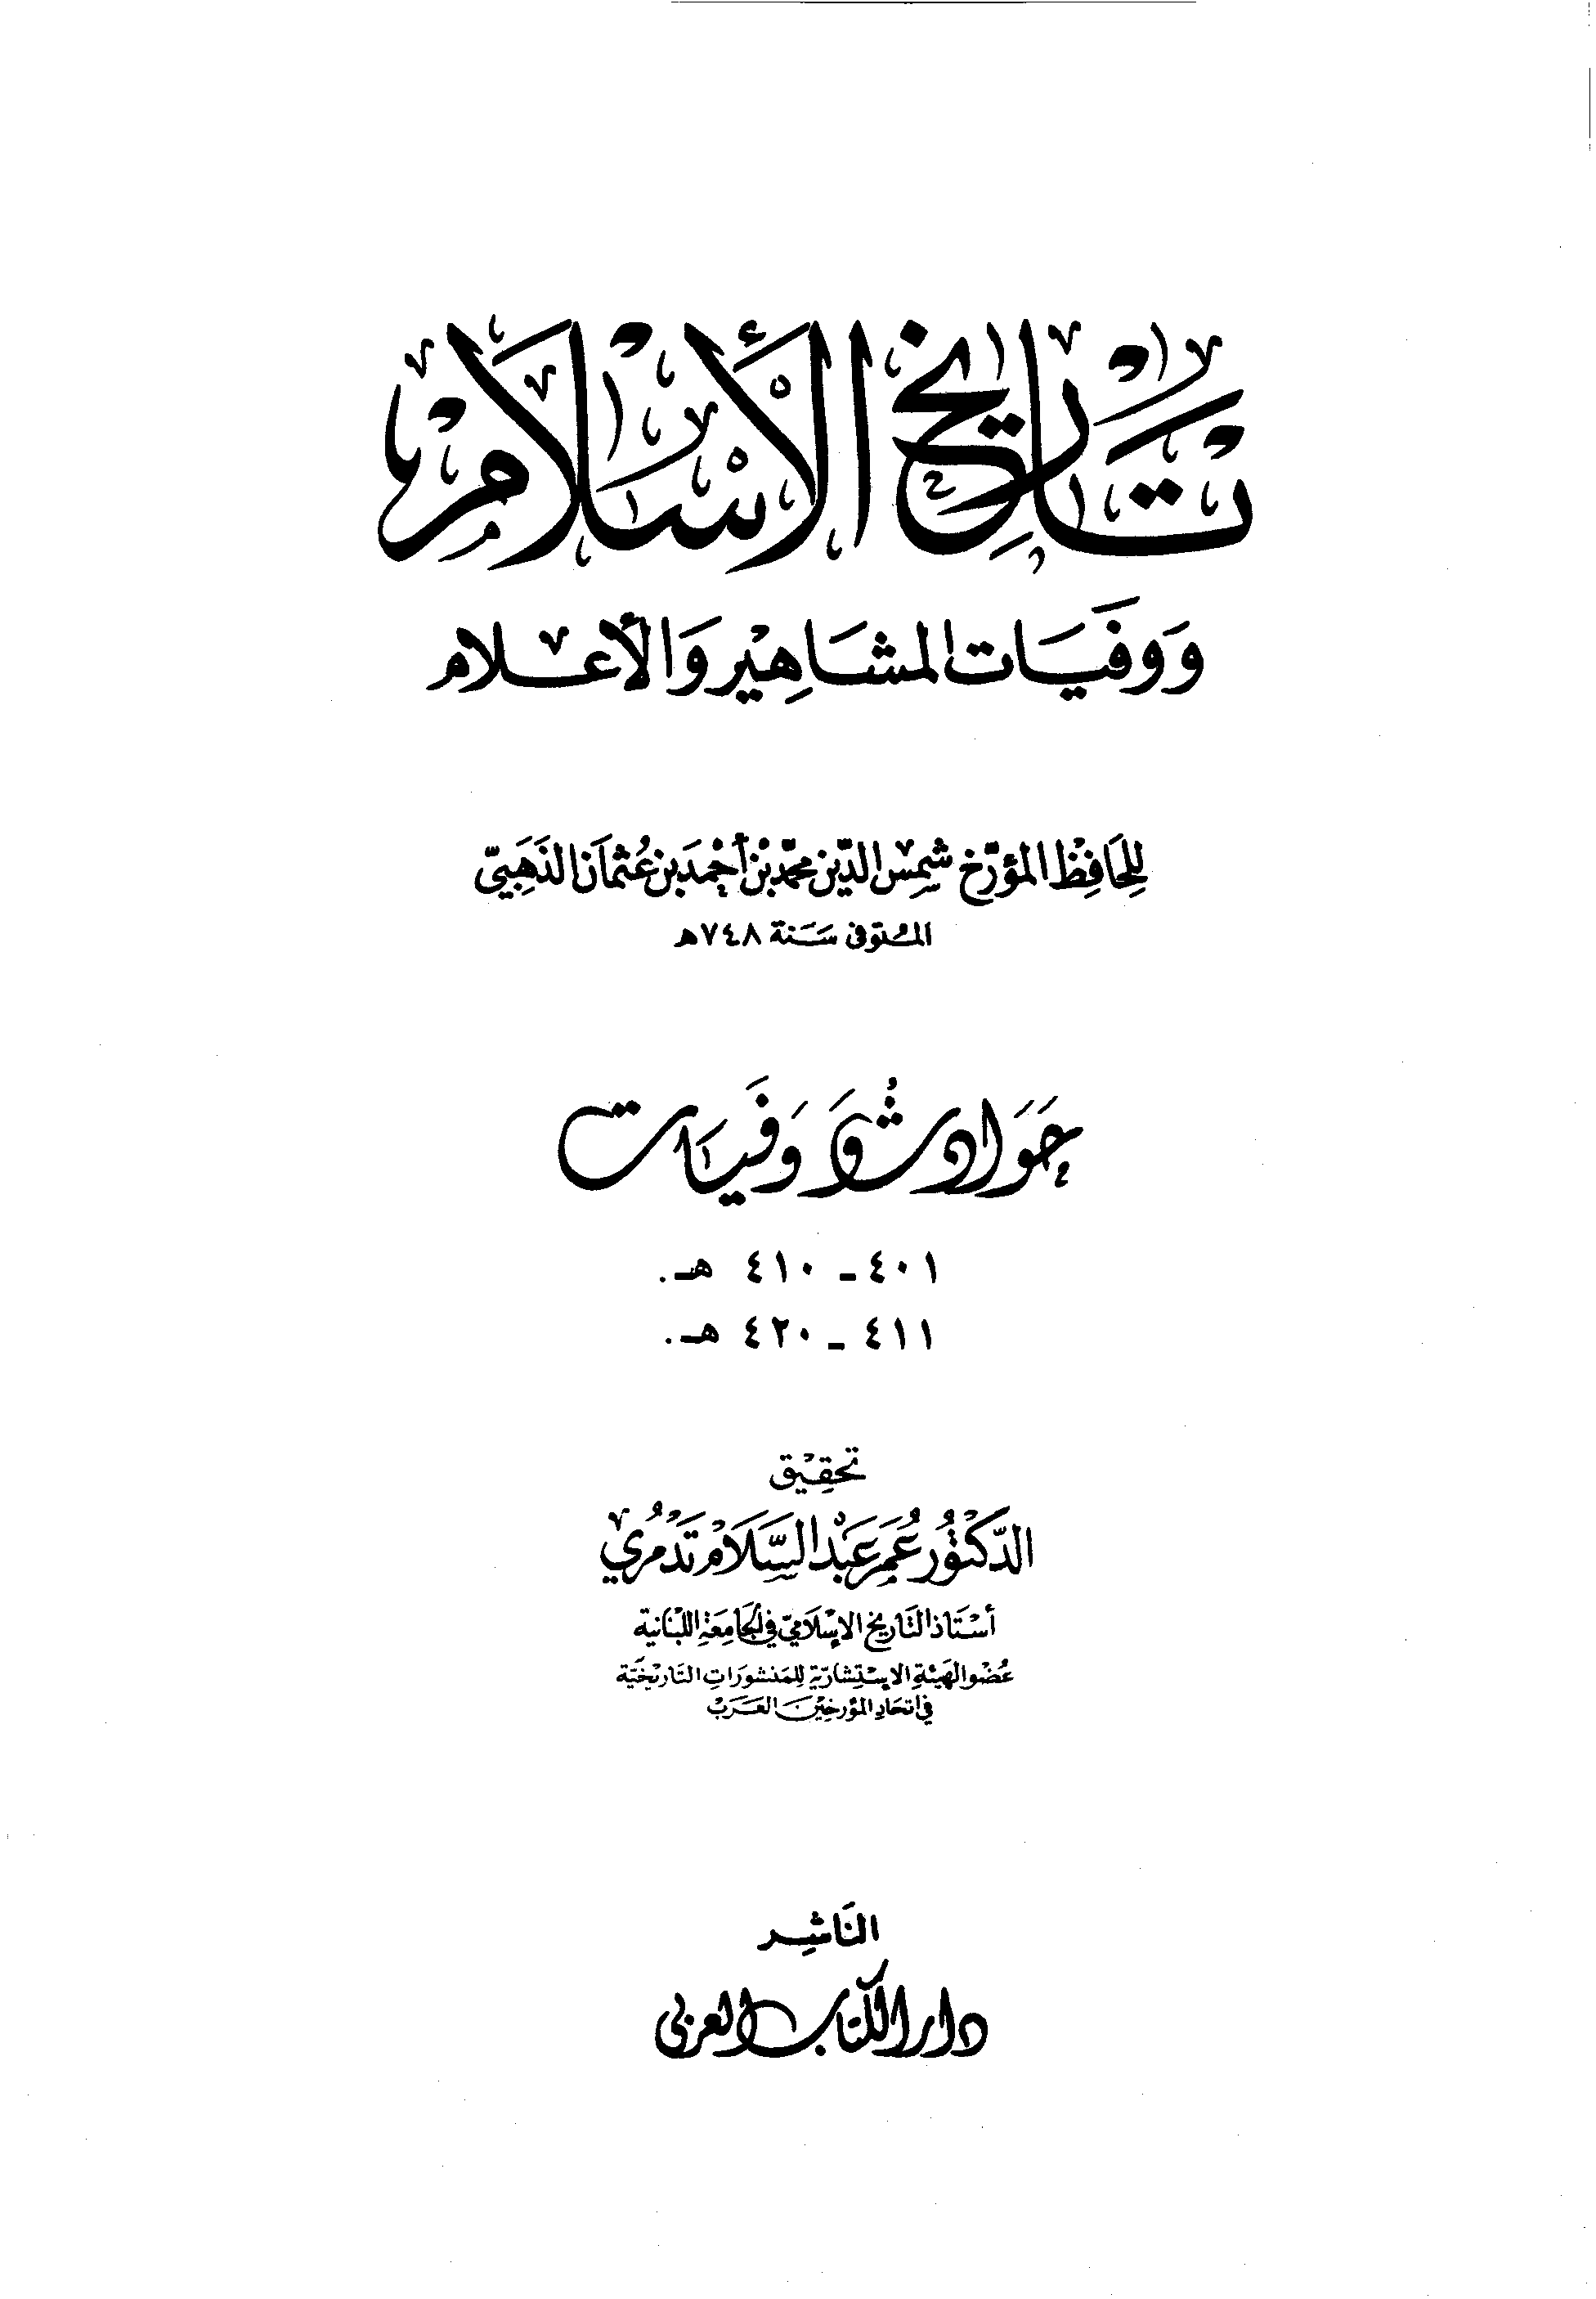 تاريخ الإسلام
ووفيات المشاهير والأعلام
للحافظ المؤرخ شمس الدين محمد بن أحمد بن عثمان الذهبي
المتوفى سنة ٧٤٨ هـ
حوادث ووفيات
٤٠١ - ٤١٠ هـ.
٤١١ - ٤٢٠ هـ.
تحقيق
الدكتور عمر عبد السلام تدمري
أستاذ التاريخ الإسلامي في الجامعة اللبنانية
عضو الهيئة الاستشارية للمنشورات التاريخية
في اتحاد المؤرخين العرب
الناشر
دار الكتاب العربي